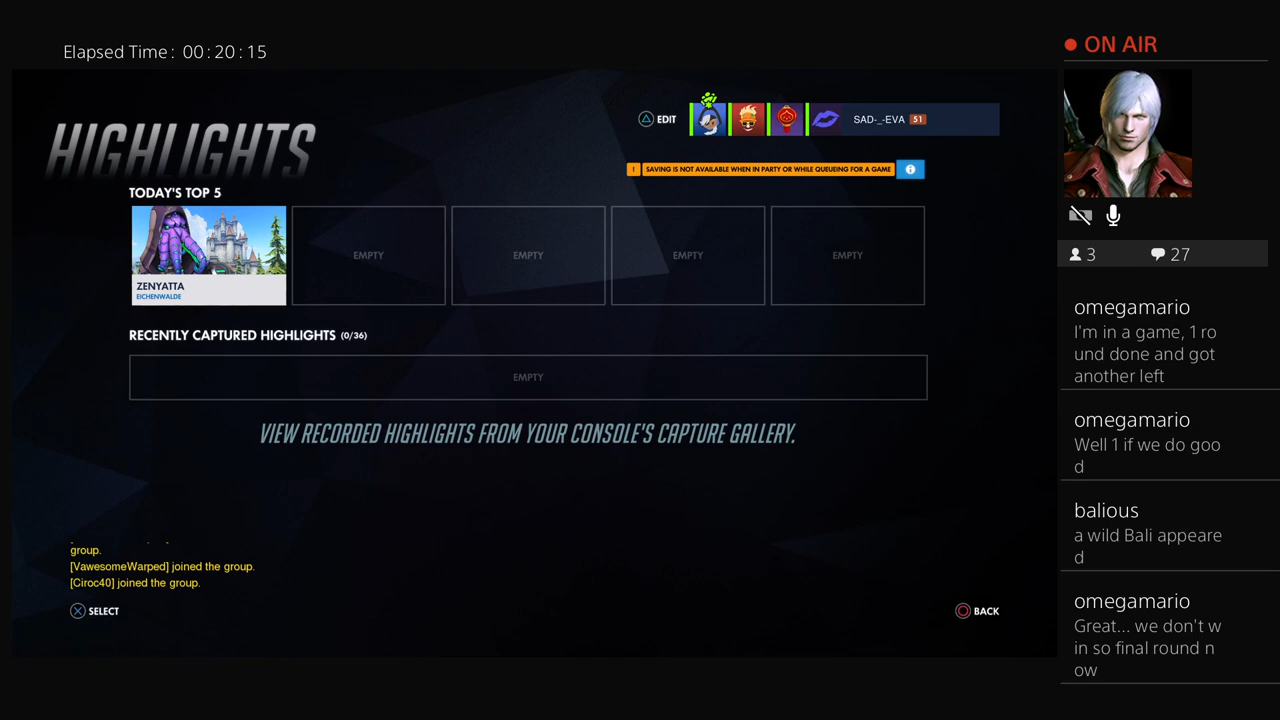 Elapsed Time: 00:20:15
ON AIR
HIGHLIGHTS
EDIT
SAD-_-EVA 51
! SAVING IS NOT AVAILABLE WHEN IN PARTY OR WHILE QUEUEING FOR A GAME
TODAY'S TOP 5
ZENYATTA
EICHENWALDE
EMPTY
EMPTY
EMPTY
EMPTY
RECENTLY CAPTURED HIGHLIGHTS (0/36)
EMPTY
VIEW RECORDED HIGHLIGHTS FROM YOUR CONSOLE'S CAPTURE GALLERY.
group.
[VawesomeWarped] joined the group.
[Ciroc40] joined the group.
SELECT
BACK
3
27
omegamario
I'm in a game, 1 ro
und done and got
another left
omegamario
Well 1 if we do goo
d
balious
a wild Bali appeare
d
omegamario
Great... we don't w
in so final round n
ow